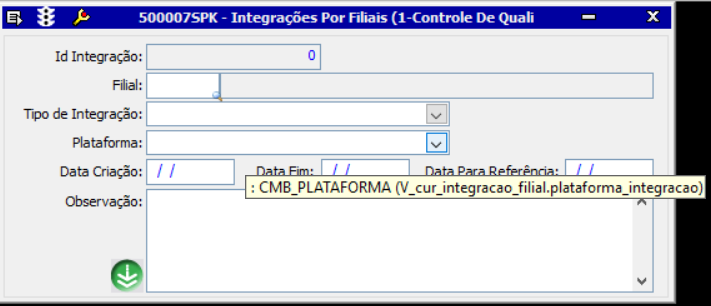 500007SPK - Integrações Por Filiais (1-Controle De Quali
Id Integração: 0
Filial:
Tipo de Integração:
Plataforma:
Data Criação: / / Data Fim: / / Data Para Referência: / /
: CMB_PLATAFORMA (V_cur_integracao_filial.plataforma_integracao)
Observação: